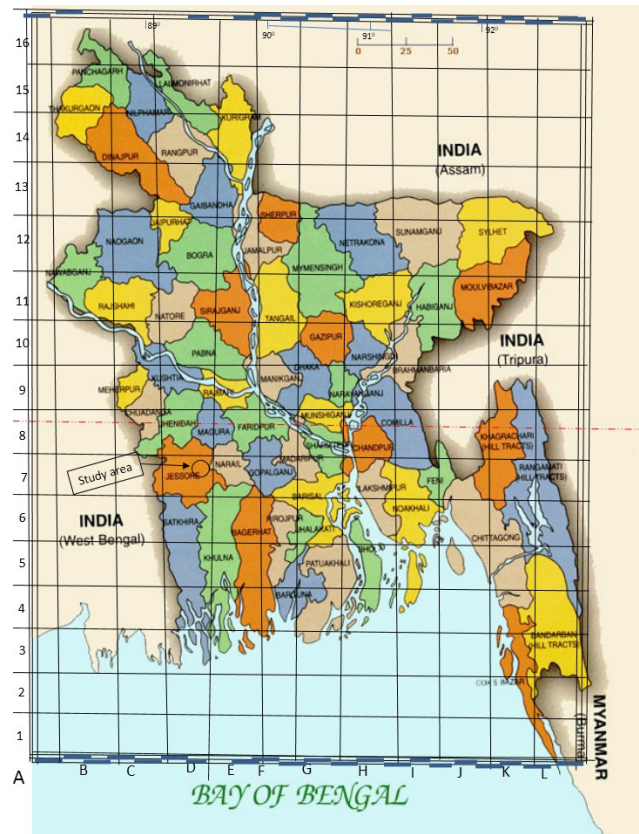 16
89°
90°
91°
92°
0 25 50
PANCHAGARH
LALMONIRHAT
15
THAKURGAON
NILPHAMARI
KURIGRAM
14
DINAJPUR
RANGPUR
INDIA
(Assam)
13
GAIBANDHA
JAIPURHAT
SHERPUR
SUNAMGANJ
SYLHET
12
NAOGAON
BOGRA
JAMALPUR
NETRAKONA
MYMENSINGH
NAWABGANJ
MOULVIBAZAR
11
RAJSHAHI
NATORE
SIRAJGANJ
TANGAIL
KISHOREGANJ
HABIGANJ
GAZIPUR
10
PABNA
NARSHINGDI
INDIA
(Tripura)
DHAKA
BRAHMANBARIA
9
MEHERPUR
KUSHTIA
RAJBARI
MANIKGANJ
NARAYANGANJ
CHUADANGA
MUNSHIGANJ
JHENIDAH
MAGURA
FARIDPUR
COMILLA
8
KHAGRACHARI
(HILL TRACTS)
CHANDPUR
Study area
NARAIL
MADARIPUR
7
JESSORE
GOPALGANJ
RANGAMATI
(HILL TRACTS)
LAKSHMIPUR
FENI
BARISAL
NOAKHALI
6
INDIA
(West Bengal)
SATKHIRA
BAGERHAT
PIROJPUR
JHALAKATI
CHITTAGONG
KHULNA
BHOLA
5
PATUAKHALI
BARGUNA
4
BANDARBAN
(HILL TRACTS)
3
COX'S BAZAR
2
MYANMAR
(Burma)
1
A
B C D E F G H I J K L
BAY OF BENGAL